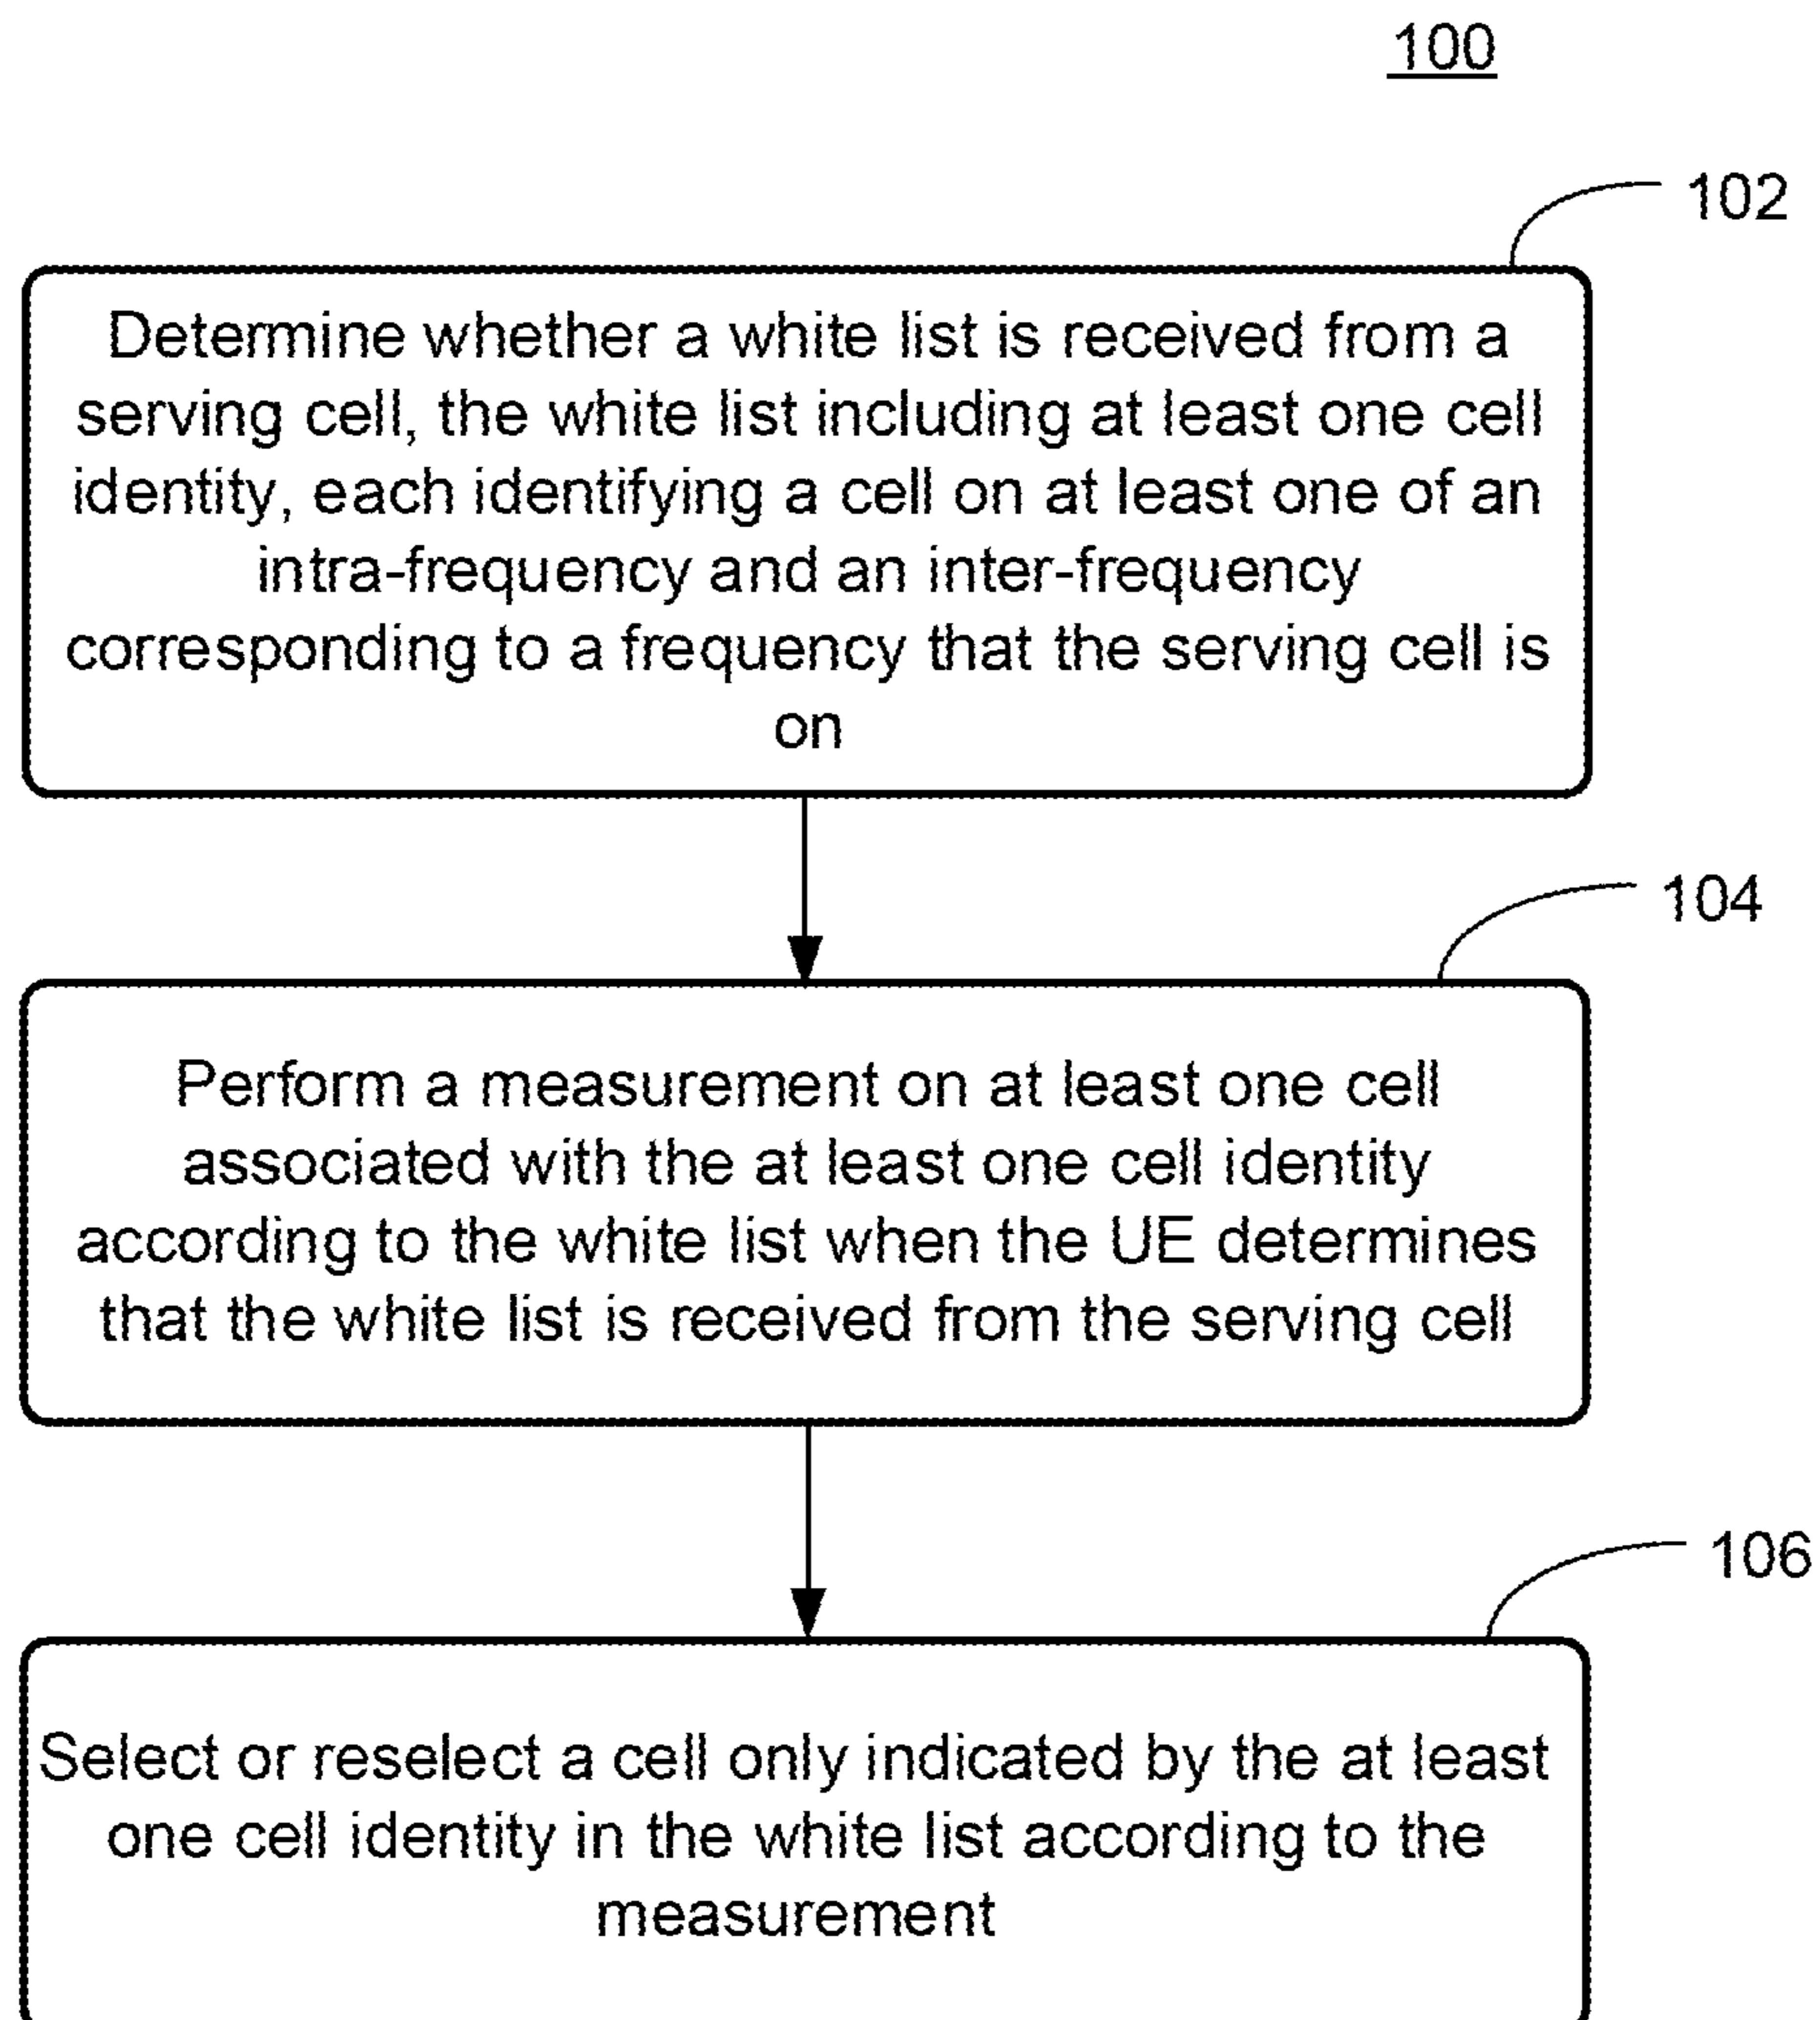 100
102
Determine whether a white list is received from a
serving cell, the white list including at least one cell
identity, each identifying a cell on at least one of an
intra-frequency and an inter-frequency
corresponding to a frequency that the serving cell is
on
104
Perform a measurement on at least one cell
associated with the at least one cell identity
according to the white list when the UE determines
that the white list is received from the serving cell
106
Select or reselect a cell only indicated by the at least
one cell identity in the white list according to the
measurement